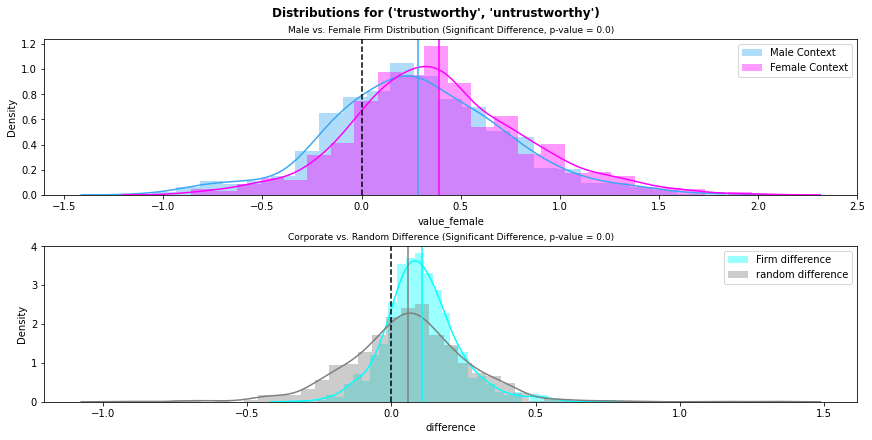 Distributions for ('trustworthy', 'untrustworthy')
Male vs. Female Firm Distribution (Significant Difference, p-value = 0.0)
Male Context
Female Context
Density
1.2
1.0
0.8
0.6
0.4
0.2
0.0
−1.5 −1.0 −0.5 0.0 0.5 1.0 1.5 2.0 2.5
value_female
Corporate vs. Random Difference (Significant Difference, p-value = 0.0)
Firm difference
random difference
Density
4
3
2
1
0
−1.0 −0.5 0.0 0.5 1.0 1.5
difference